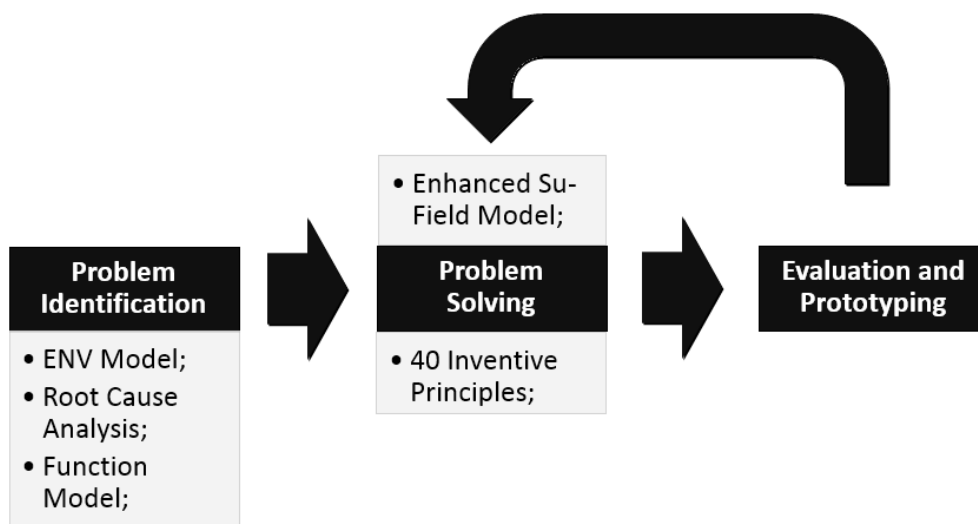 Problem
Identification
• ENV Model;
• Root Cause
Analysis;
• Function
Model;
• Enhanced Su-
Field Model;
Problem
Solving
• 40 Inventive
Principles;
Evaluation and
Prototyping